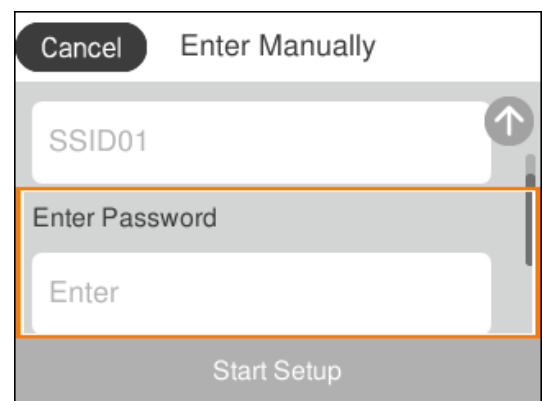 Cancel Enter Manually
SSID01
Enter Password
Enter
Start Setup